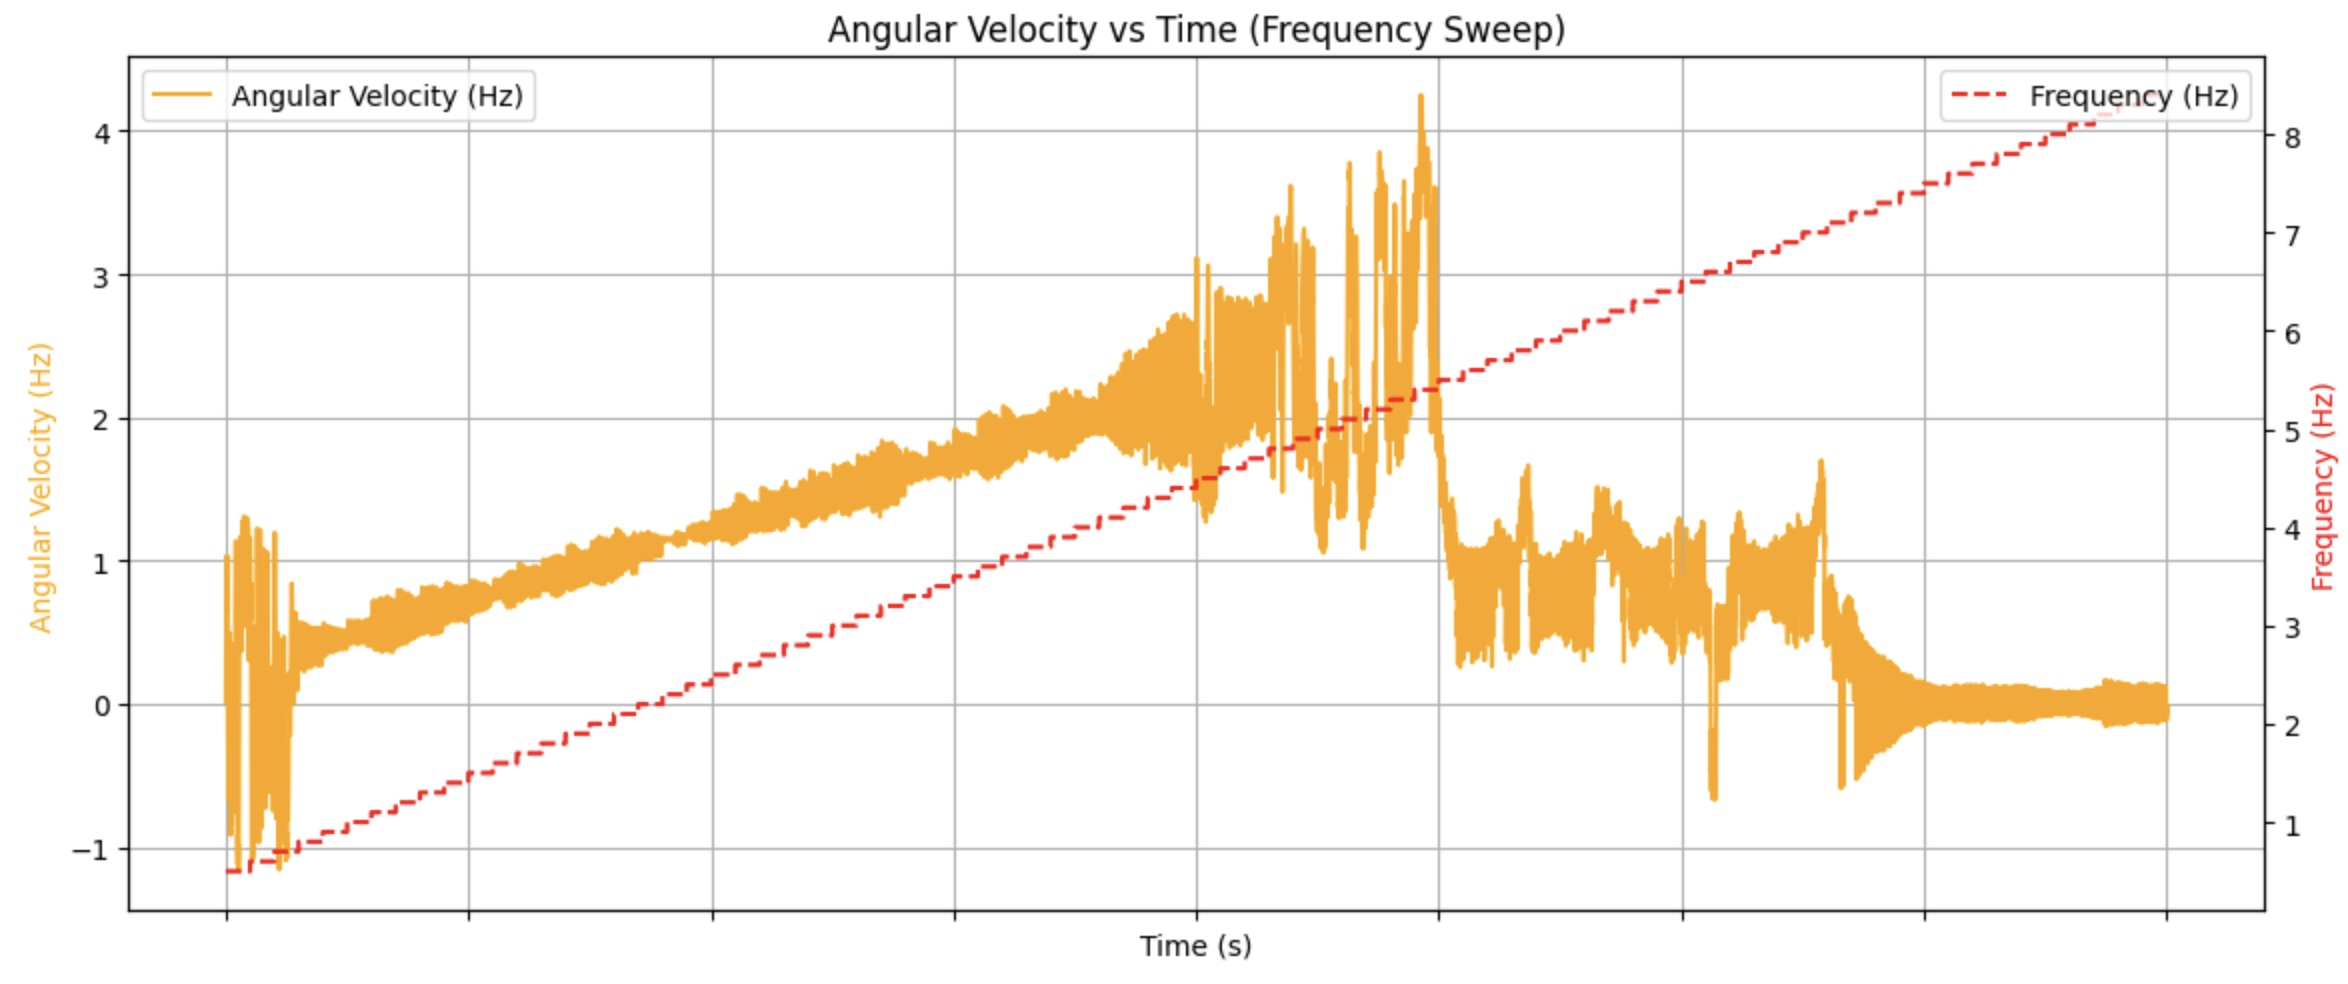 Angular Velocity vs Time (Frequency Sweep)
Angular Velocity (Hz)
Frequency (Hz)
4
3
2
1
0
−1
Angular Velocity (Hz)
8
7
6
5
4
3
2
1
Frequency (Hz)
Time (s)